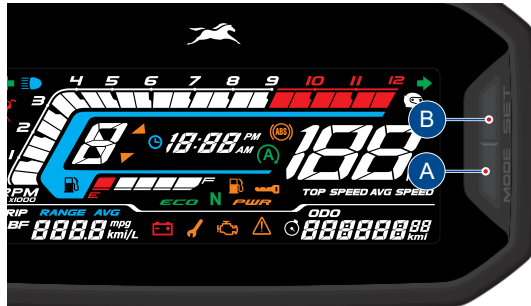 4 5 6 7 8 9 10 11 12
3
2
1
RPM
x1000
8
18:88 PM
AM
(ABS)
(A)
188
B
A
SET
MODE
E F
ECO N PWR
TOP SPEED AVG SPEED
RIP RANGE AVG
BF 888.8 mpg
kmi/L
ODO
888888 88
kmi